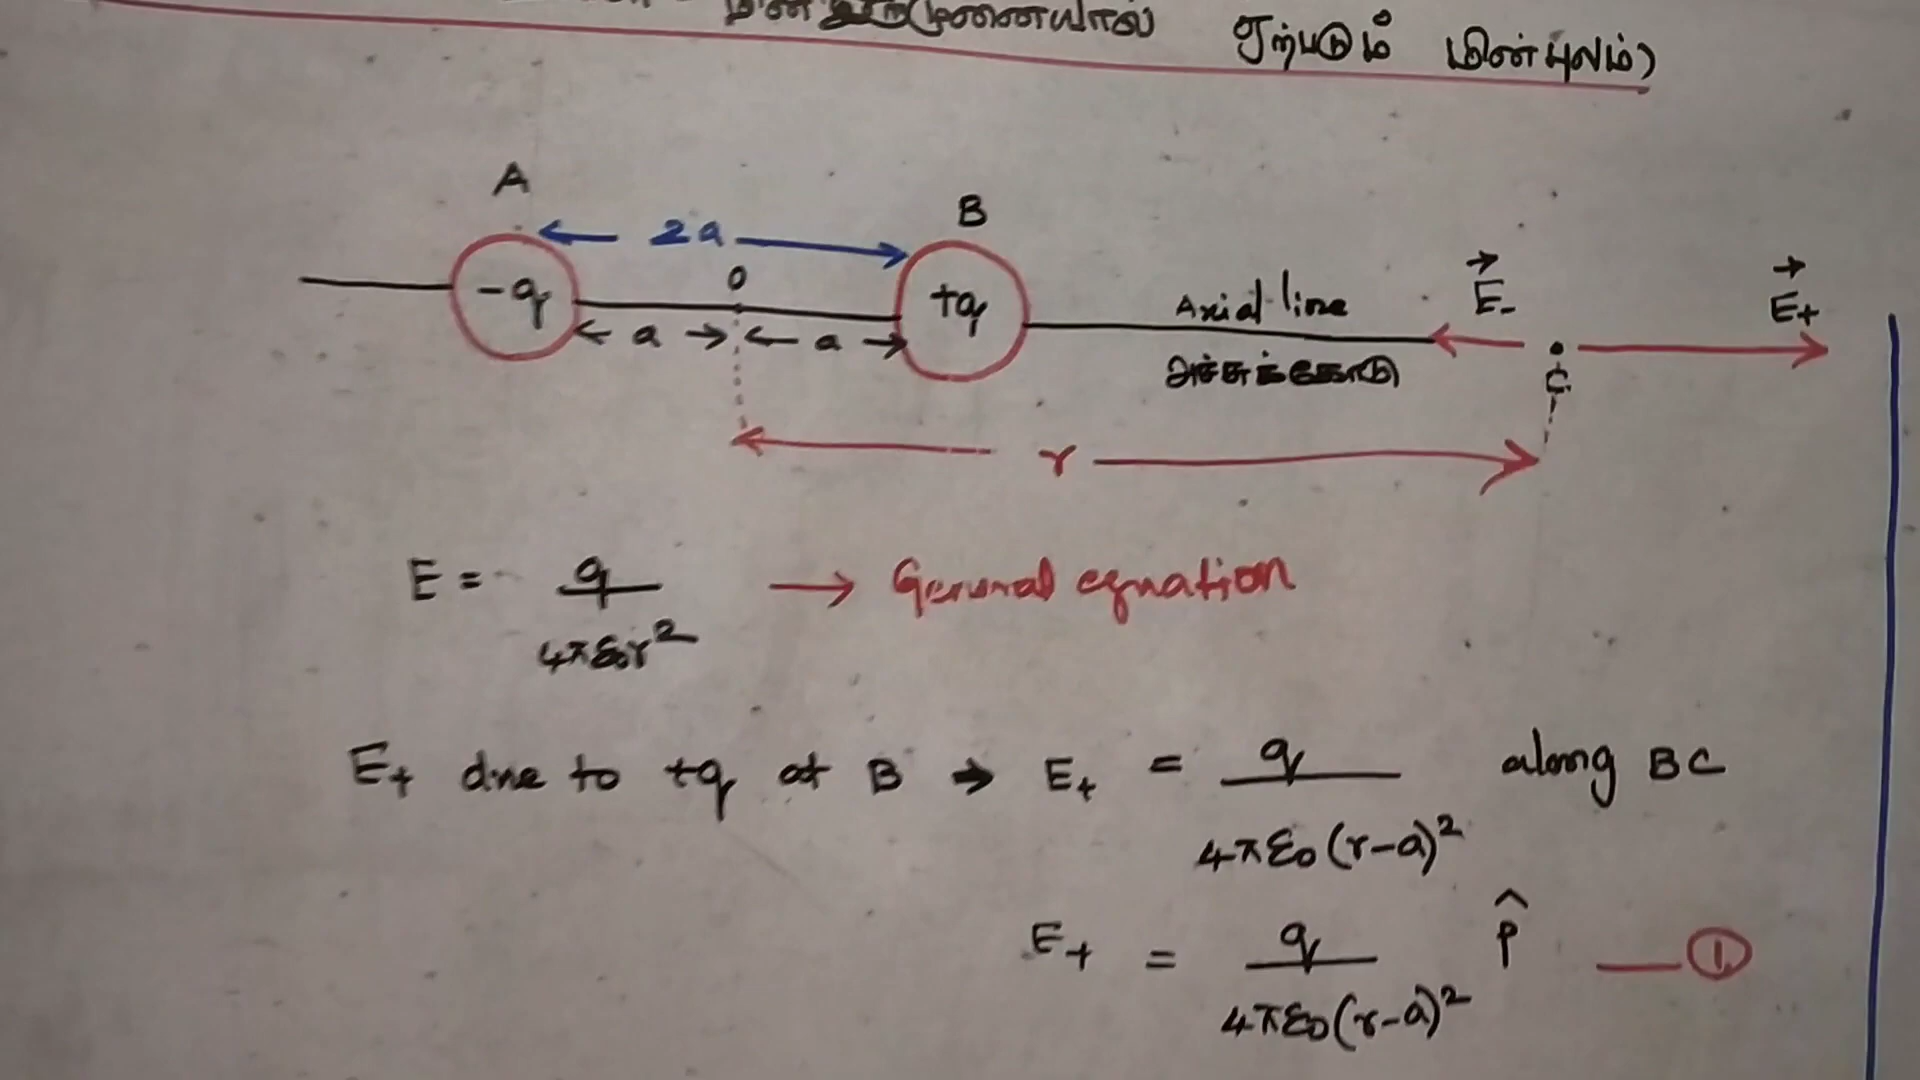 ஏற்படும் மின்புலம்)
A
B
2a
-q
O
+q
a
a
Axial line
அச்சுக்கோடு
E⃗-
E⃗+
C
r
E = q / 4πε₀r² → General equation
E+ due to +q at B → E+ = q / 4πε₀(r-a)² along BC
E+ = q / 4πε₀(r-a)² p̂ — ①